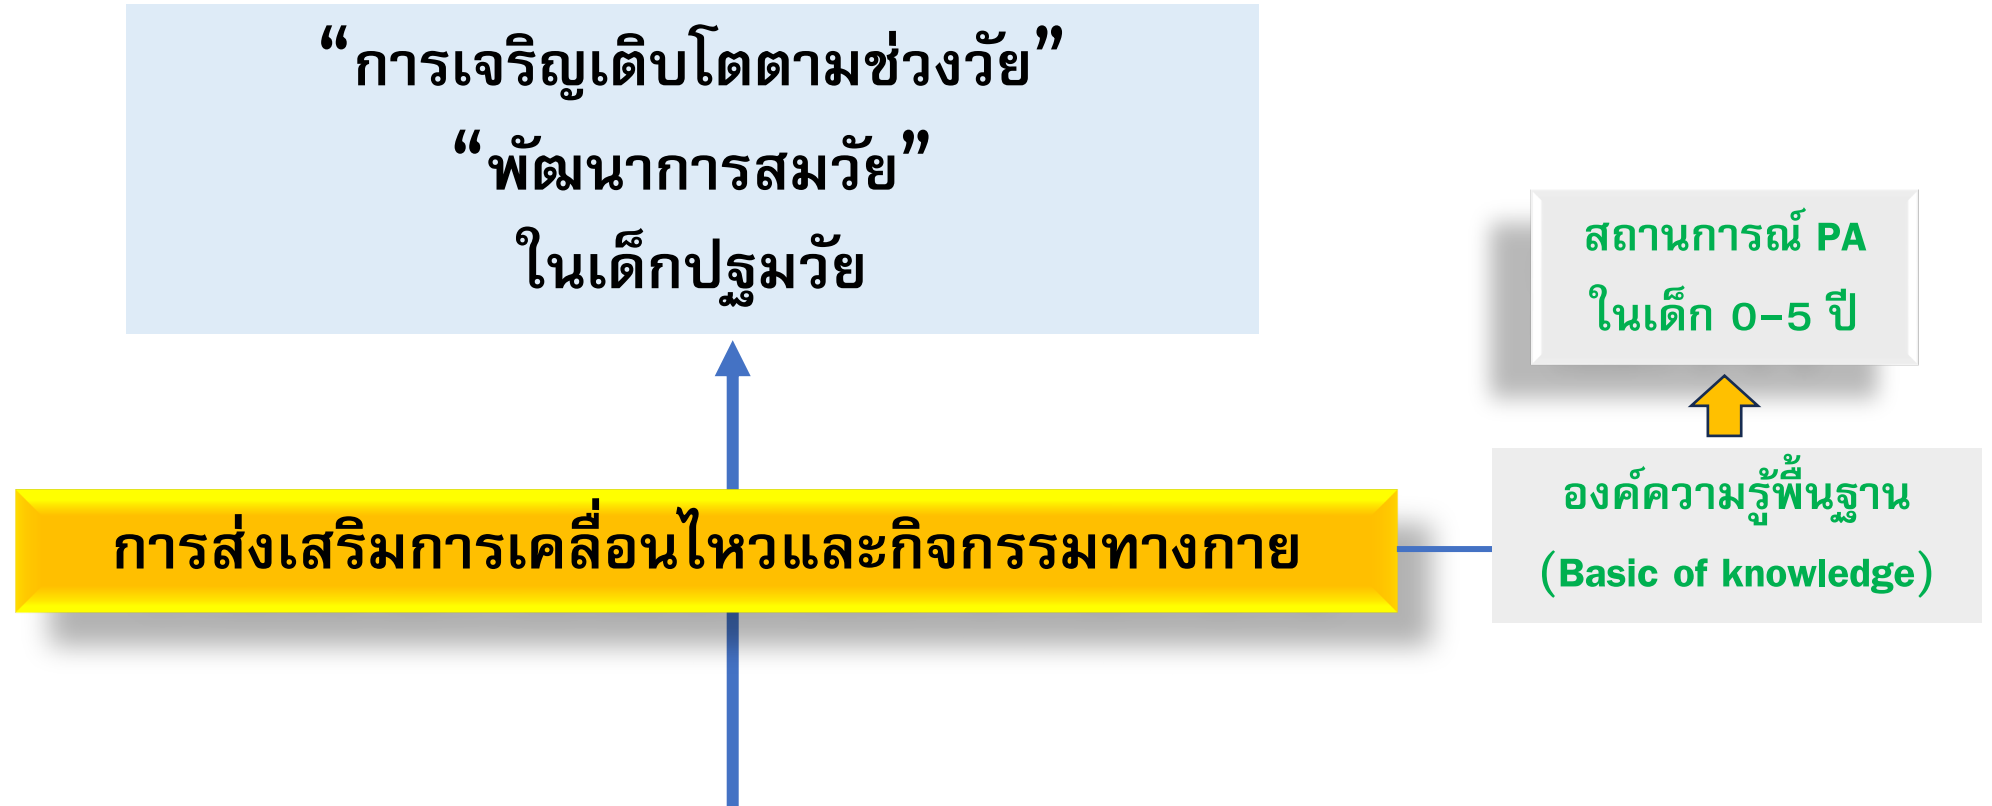 “การเจริญเติบโตตามช่วงวัย”
“พัฒนาการสมวัย”
ในเด็กปฐมวัย
สถานการณ์ PA
ในเด็ก 0-5 ปี
การส่งเสริมการเคลื่อนไหวและกิจกรรมทางกาย
องค์ความรู้พื้นฐาน
(Basic of knowledge)